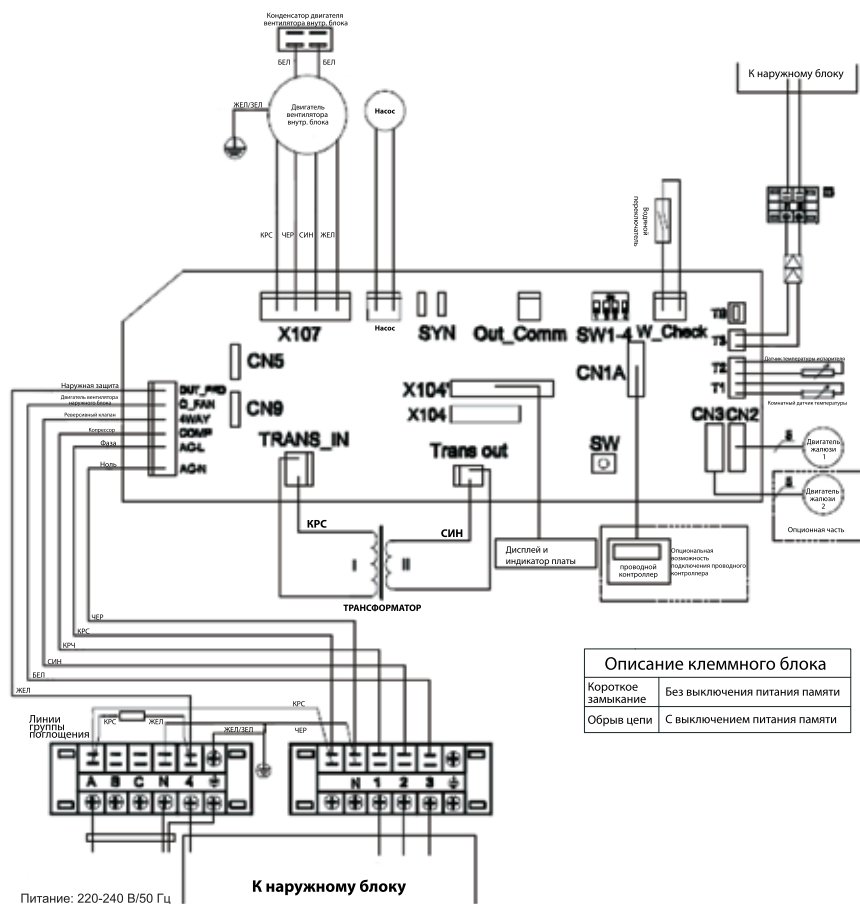 Конденсатор двигателя
вентилятора внутр. блока
БЕЛ
БЕЛ
ЖЕЛ/ЗЕЛ
Двигатель
вентилятора
внутр. блока
Насос
К наружному блоку
Водяной
переключатель
КРС
ЧЕР
СИН
ЖЕЛ
X107
Насос
SYN
Out_Comm
SW1-4
W_Check
T3
T2
T1
Датчик температуры испарителя
Комнатный датчик температуры
CN5
CN9
CN1A
X104'
X104
CN3
CN2
Наружная защита
OUT_PRO
Двигатель вентилятора
наружного блока
O_FAN
Реверсивный клапан
4WAY
Копрессор
COMP
Фаза
AC-L
Ноль
AC-N
TRANS_IN
Trans out
SW
5
Двигатель
жалюзи
1
5
Двигатель
жалюзи
2
Опционная часть
КРС
СИН
I
II
ТРАНСФОРМАТОР
Дисплей и
индикатор платы
проводной
контроллер
Опциональная
возможность
подключения проводного
контроллера
ЧЕР
КРС
КРЧ
СИН
БЕЛ
ЖЕЛ
Описание клеммного блока
Короткое
замыкание
Без выключения питания памяти
Обрыв цепи
С выключением питания памяти
Линии
группы
поглощения
КРС
ЖЕЛ
ЖЕЛ/ЗЕЛ
КРС
ЧЕР
A B C N 4
N 1 2 3
К наружному блоку
Питание: 220-240 В/50 Гц